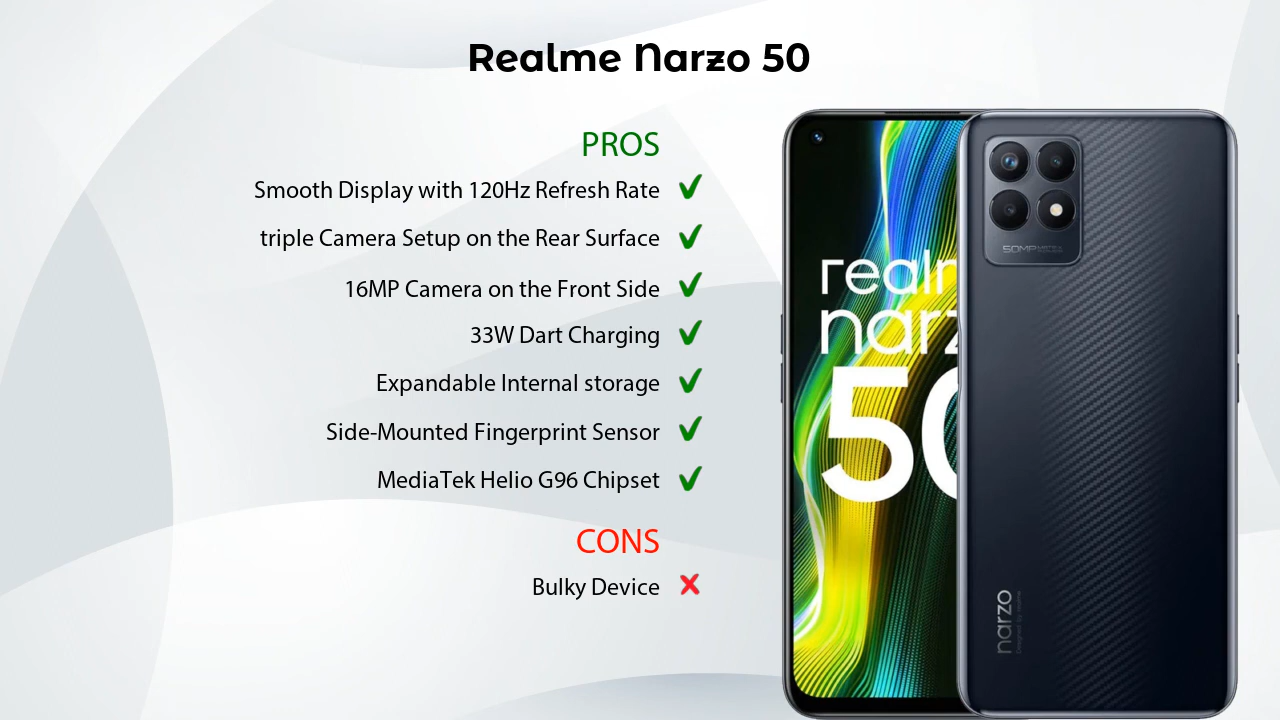 Realme Narzo 50
PROS
Smooth Display with 120Hz Refresh Rate
triple Camera Setup on the Rear Surface
16MP Camera on the Front Side
33W Dart Charging
Expandable Internal storage
Side-Mounted Fingerprint Sensor
MediaTek Helio G96 Chipset
CONS
Bulky Device
realm
narz
50
50MP
narzo